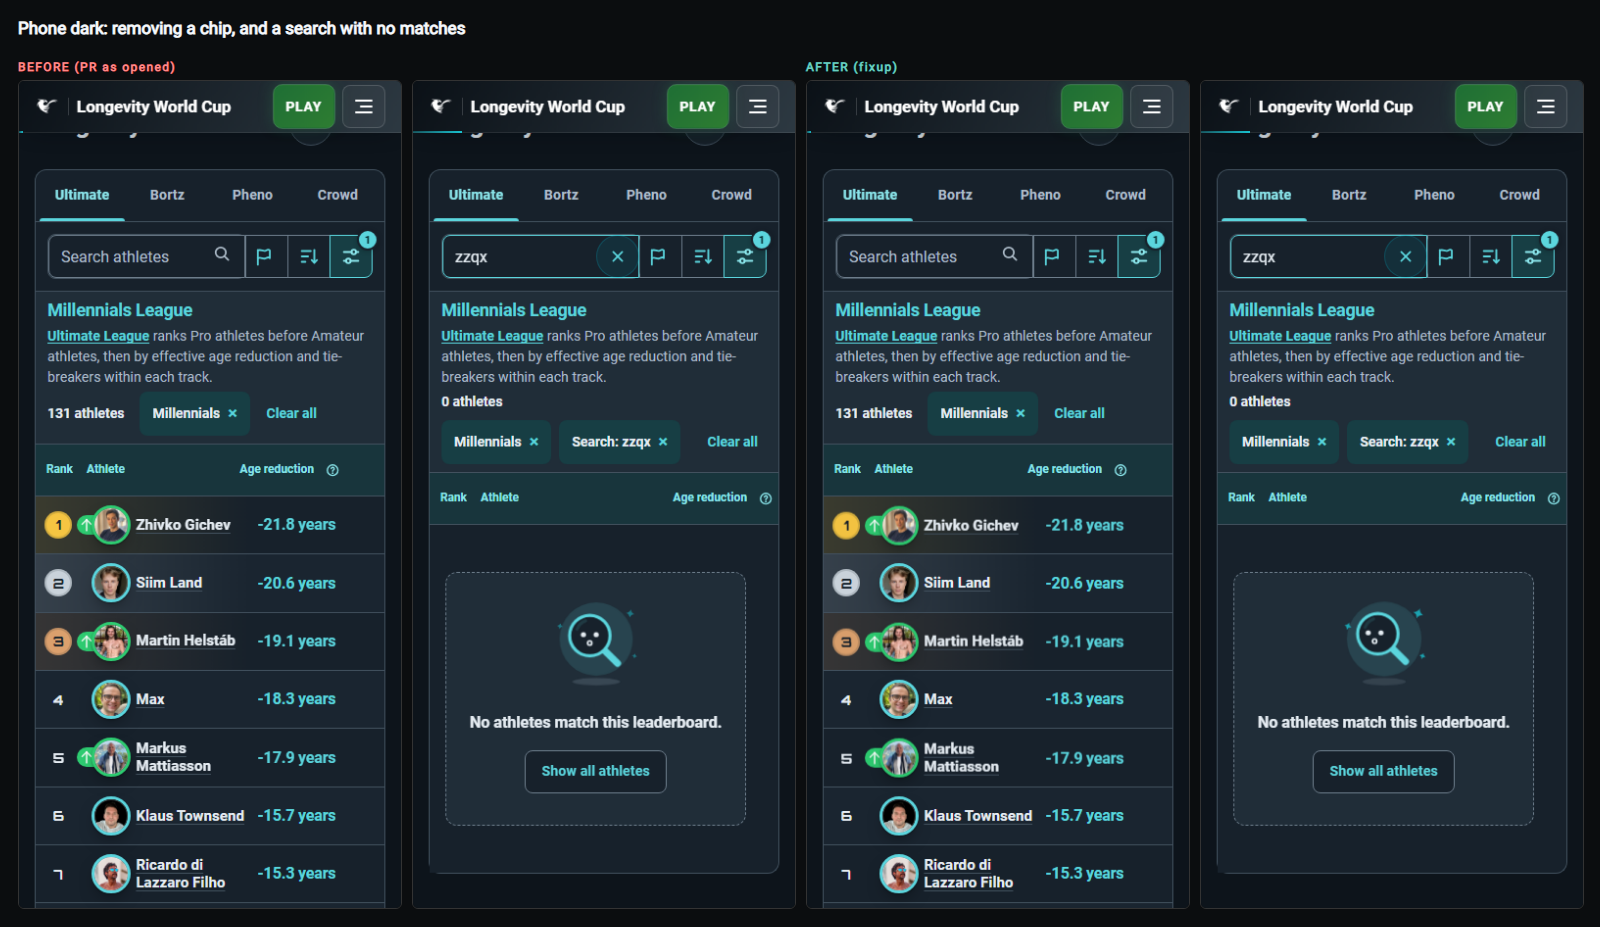 Phone dark: removing a chip, and a search with no matches
BEFORE (PR as opened)
Longevity World Cup
PLAY
Ultimate Bortz Pheno Crowd
Search athletes
1
Millennials League
Ultimate League ranks Pro athletes before Amateur
athletes, then by effective age reduction and tie-
breakers within each track.
131 athletes Millennials × Clear all
Rank Athlete Age reduction ?
1 Zhivko Gichev -21.8 years
2 Siim Land -20.6 years
3 Martin Helstáb -19.1 years
4 Max -18.3 years
5 Markus
Mattiasson -17.9 years
6 Klaus Townsend -15.7 years
7 Ricardo di
Lazzaro Filho -15.3 years
Longevity World Cup
PLAY
Ultimate Bortz Pheno Crowd
zzqx ×
1
Millennials League
Ultimate League ranks Pro athletes before Amateur
athletes, then by effective age reduction and tie-
breakers within each track.
0 athletes
Millennials × Search: zzqx × Clear all
Rank Athlete Age reduction ?
No athletes match this leaderboard.
Show all athletes
AFTER (fixup)
Longevity World Cup
PLAY
Ultimate Bortz Pheno Crowd
Search athletes
1
Millennials League
Ultimate League ranks Pro athletes before Amateur
athletes, then by effective age reduction and tie-
breakers within each track.
131 athletes Millennials × Clear all
Rank Athlete Age reduction ?
1 Zhivko Gichev -21.8 years
2 Siim Land -20.6 years
3 Martin Helstáb -19.1 years
4 Max -18.3 years
5 Markus
Mattiasson -17.9 years
6 Klaus Townsend -15.7 years
7 Ricardo di
Lazzaro Filho -15.3 years
Longevity World Cup
PLAY
Ultimate Bortz Pheno Crowd
zzqx ×
1
Millennials League
Ultimate League ranks Pro athletes before Amateur
athletes, then by effective age reduction and tie-
breakers within each track.
0 athletes
Millennials × Search: zzqx × Clear all
Rank Athlete Age reduction ?
No athletes match this leaderboard.
Show all athletes